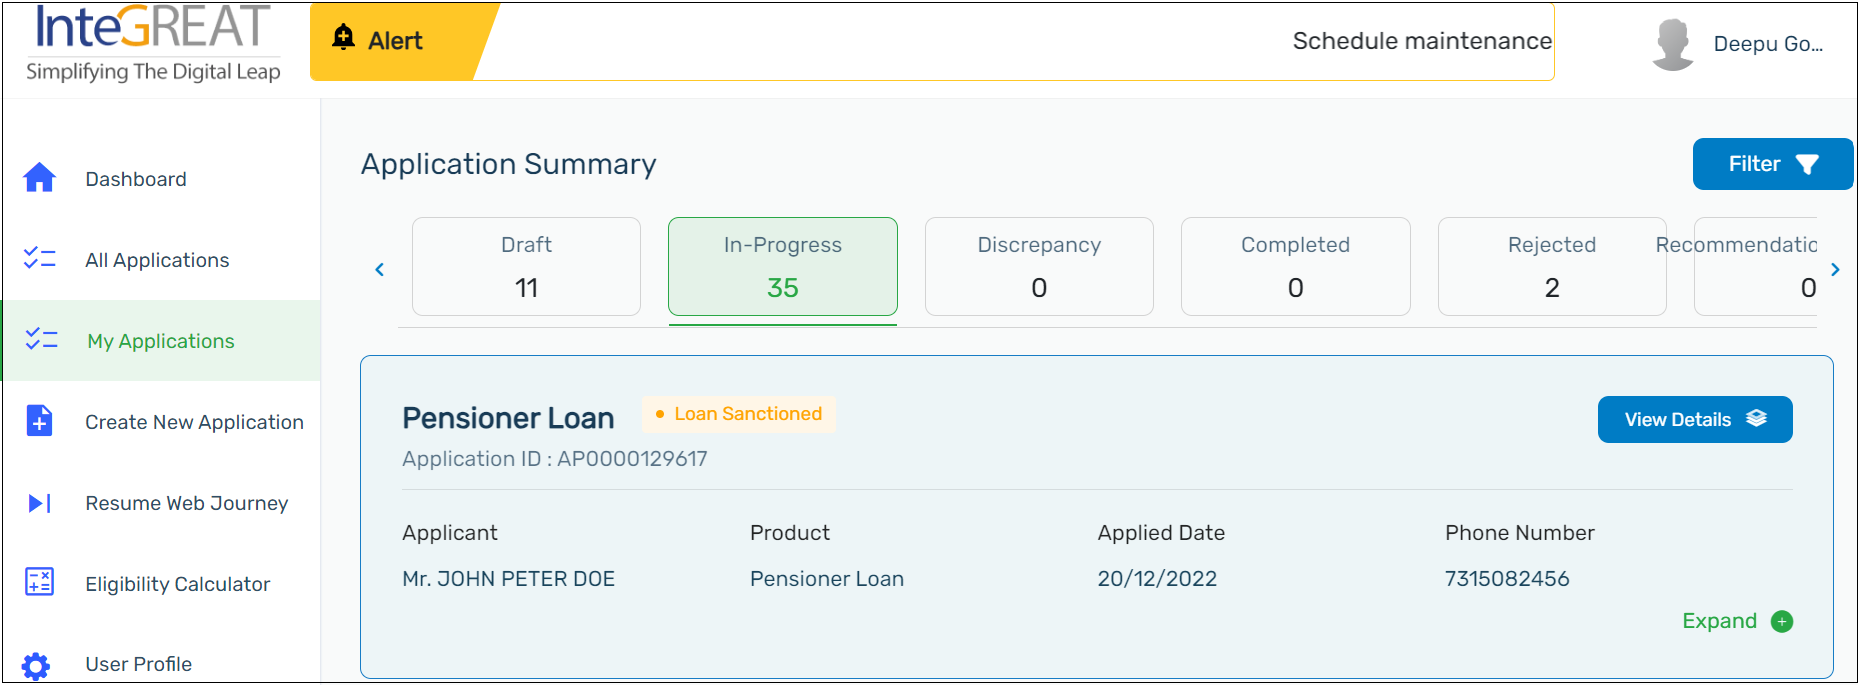 InteGREAT
Simplifying The Digital Leap
Alert
Schedule maintenance
Deepu Go...
Dashboard
All Applications
My Applications
Create New Application
Resume Web Journey
Eligibility Calculator
User Profile
Application Summary
Filter
Draft
11
In-Progress
35
Discrepancy
0
Completed
0
Rejected
2
Recommendatio
0
Pensioner Loan
Loan Sanctioned
View Details
Application ID : AP0000129617
Applicant Product Applied Date Phone Number
Mr. JOHN PETER DOE Pensioner Loan 20/12/2022 7315082456
Expand